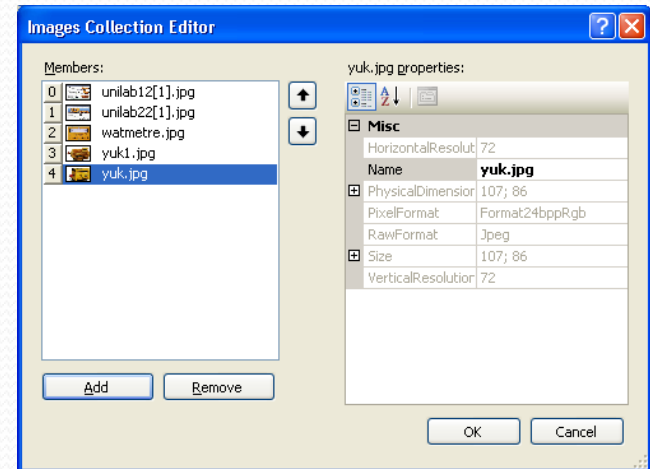 Images Collection Editor
Members:
0 unilab12[1].jpg
1 unilab22[1].jpg
2 watmetre.jpg
3 yuk1.jpg
4 yuk.jpg
Add Remove
yuk.jpg properties:
Misc
HorizontalResolut 72
Name yuk.jpg
PhysicalDimension 107; 86
PixelFormat Format24bppRgb
RawFormat Jpeg
Size 107; 86
VerticalResolution 72
OK Cancel